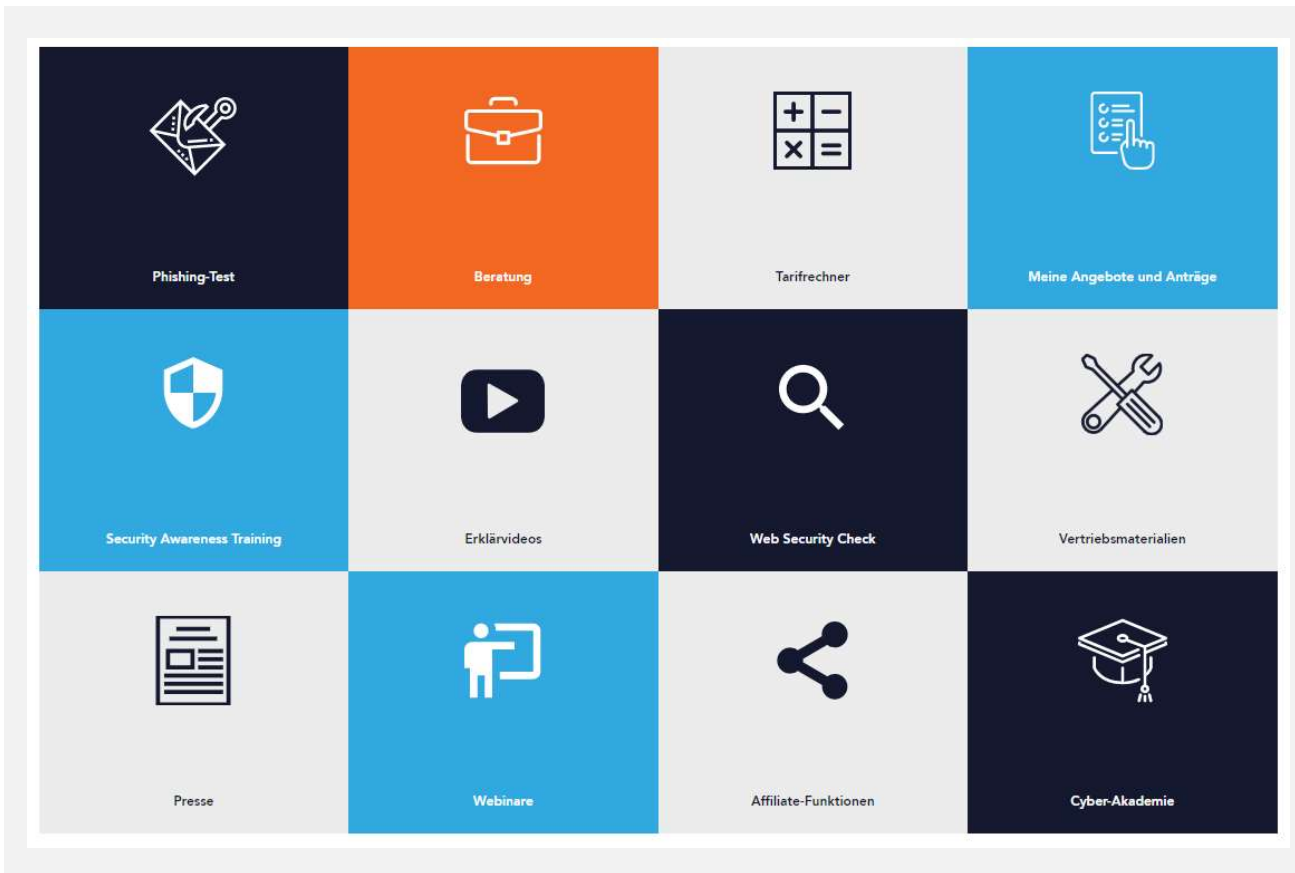 Phishing-Test
Beratung
Tarifrechner
Meine Angebote und Anträge
Security Awareness Training
Erklärvideos
Web Security Check
Vertriebsmaterialien
Presse
Webinare
Affiliate-Funktionen
Cyber-Akademie